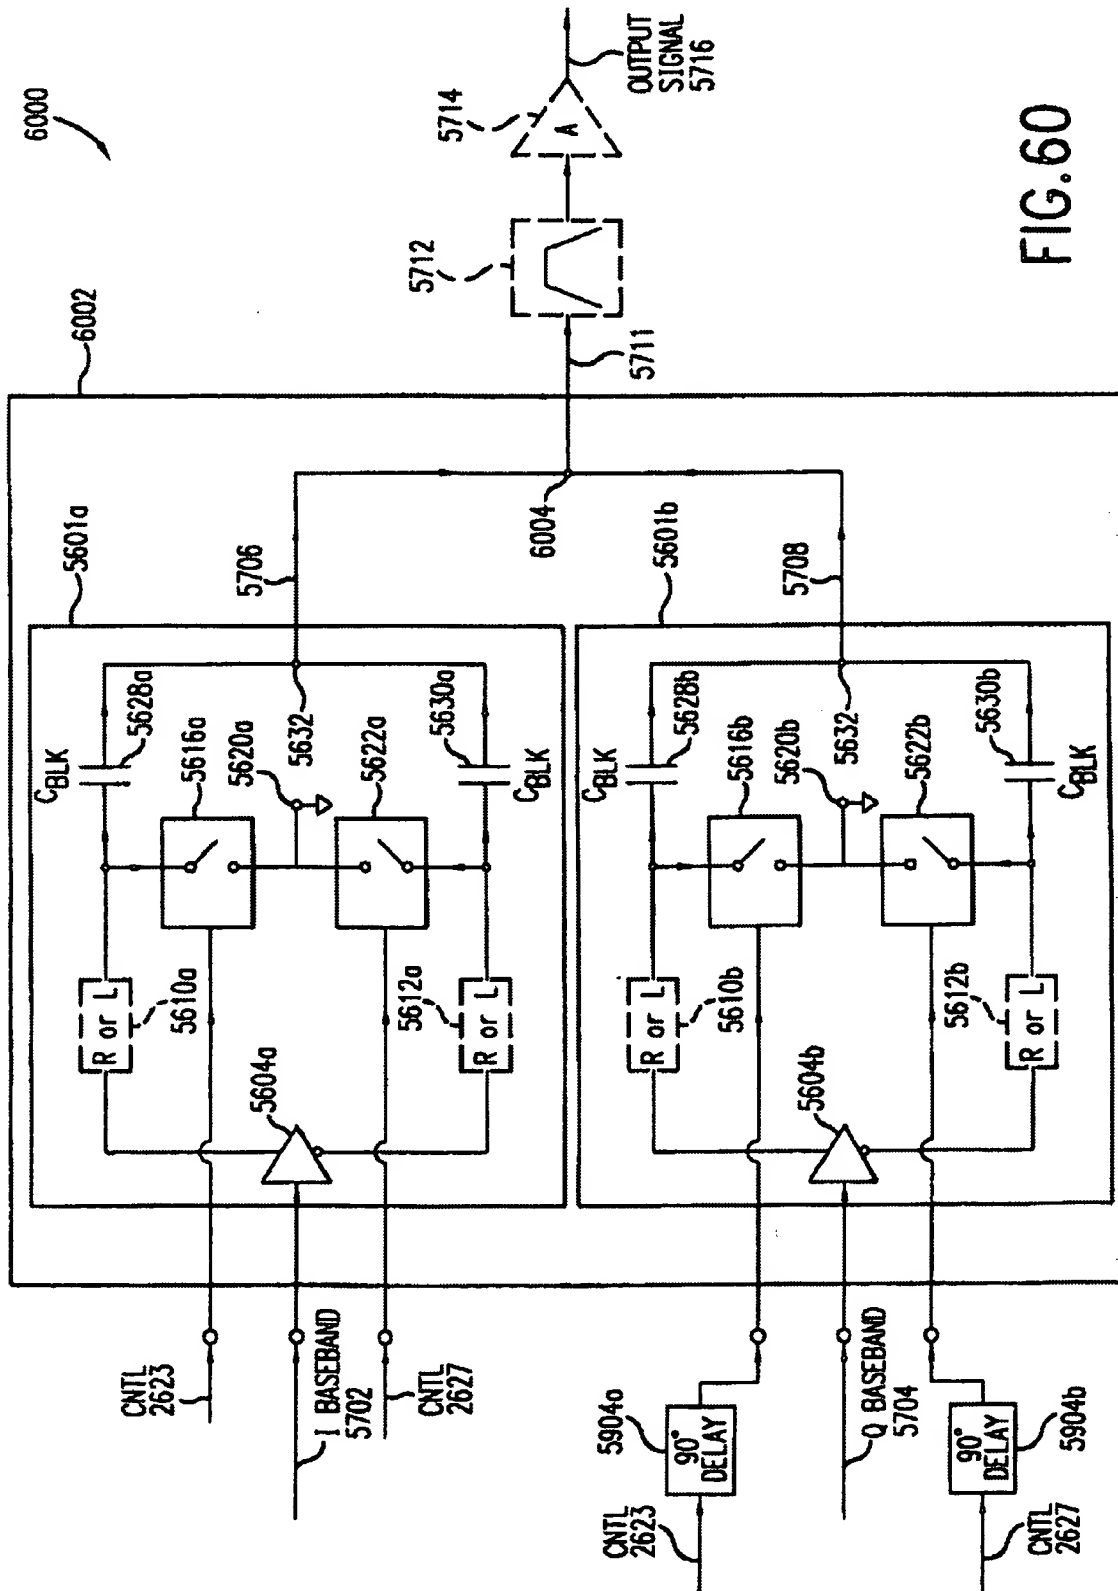 6000
6002
5601a
5706
CBLK
5628a
5616a
5620a
5632
5622a
5630a
CBLK
R or L
5610a
5604a
5612a
R or L
CNTL
2623
I BASEBAND
5702
CNTL
2627
6004
5711
5712
5714
A
OUTPUT
SIGNAL
5716
5601b
5708
CBLK
5628b
5616b
5620b
5632
5622b
5630b
CBLK
R or L
5610b
5604b
5612b
R or L
5904a
90°
DELAY
CNTL
2623
Q BASEBAND
5704
90°
DELAY
5904b
CNTL
2627
FIG.60